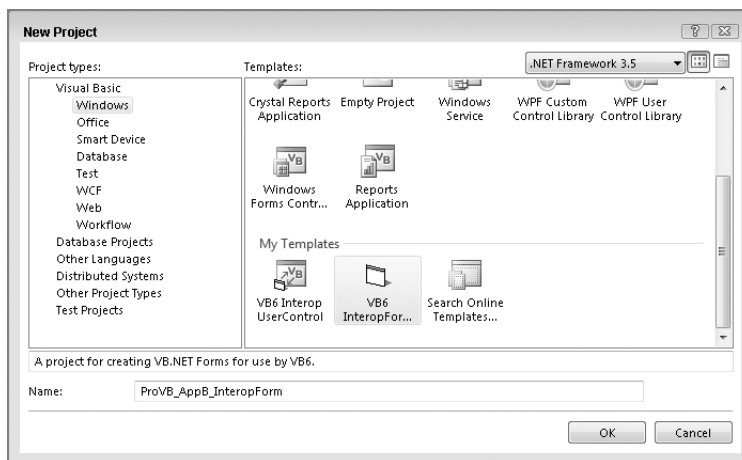 New Project
Project types:
Templates:
.NET Framework 3.5
Visual Basic
Windows
Office
Smart Device
Database
Test
WCF
Web
Workflow
Database Projects
Other Languages
Distributed Systems
Other Project Types
Test Projects
Crystal Reports
Application
Empty Project
Windows
Service
WPF Custom
Control Library
WPF User
Control Library
Windows
Forms Contr...
Reports
Application
My Templates
VB6 Interop
UserControl
VB6
InteropFor...
Search Online
Templates...
A project for creating VB.NET Forms for use by VB6.
Name:
ProVB_AppB_InteropForm
OK
Cancel